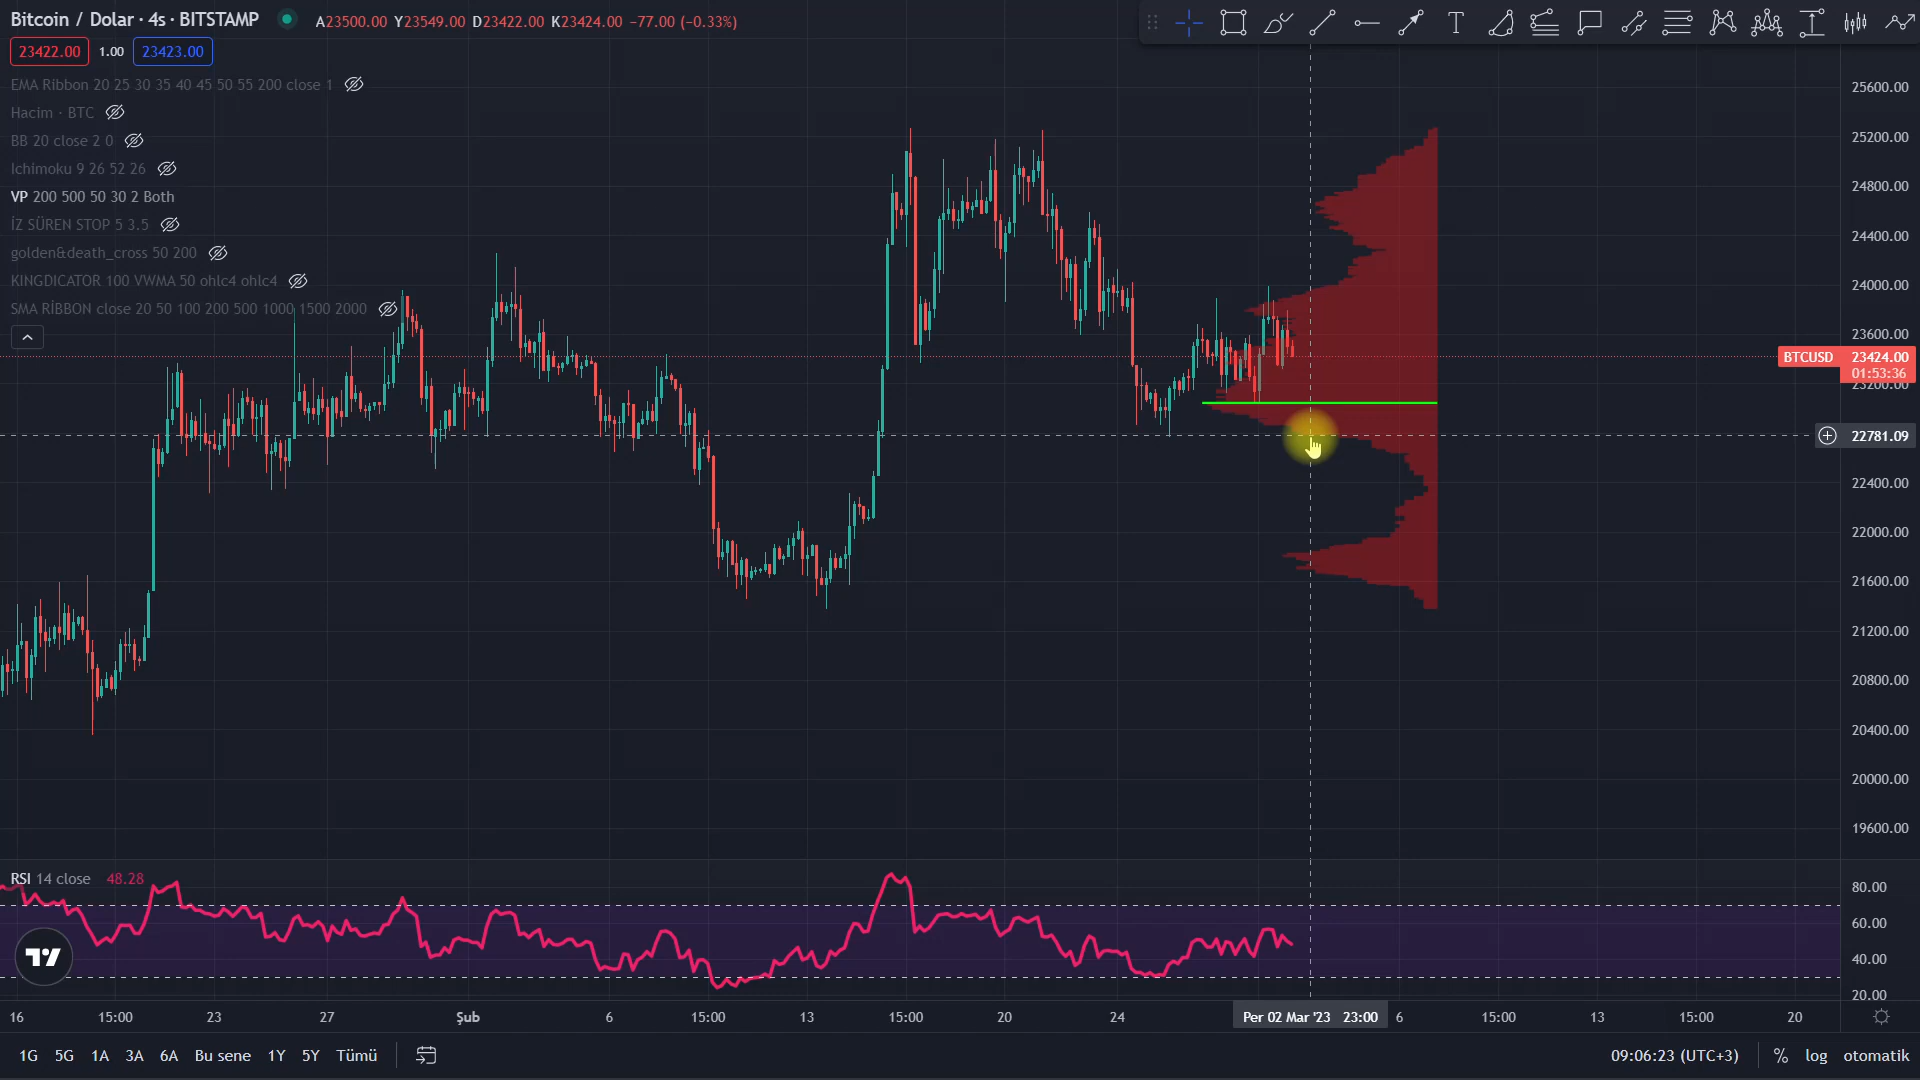 Bitcoin / Dolar · 4s · BITSTAMP A23500.00 Y23549.00 D23422.00 K23424.00 −77.00 (−0.33%)
23422.00 1.00 23423.00
EMA Ribbon 20 25 30 35 40 45 50 55 200 close 1
Hacim · BTC
BB 20 close 2 0
Ichimoku 9 26 52 26
VP 200 500 50 30 2 Both
İZ SÜREN STOP 5 3.5
golden&death_cross 50 200
KINGDICATOR 100 VWMA 50 ohlc4 ohlc4
SMA RİBBON close 20 50 100 200 500 1000 1500 2000
T
25600.00
25200.00
24800.00
24400.00
24000.00
23600.00
BTCUSD 23424.00
01:53:36
23200.00
22781.09
22400.00
22000.00
21600.00
21200.00
20800.00
20400.00
20000.00
19600.00
RSI 14 close 48.28
80.00
60.00
40.00
20.00
16 15:00 23 27 Şub 6 15:00 13 15:00 20 24 Per 02 Mar '23 23:00 6 15:00 13 15:00 20
1G 5G 1A 3A 6A Bu sene 1Y 5Y Tümü 09:06:23 (UTC+3) % log otomatik